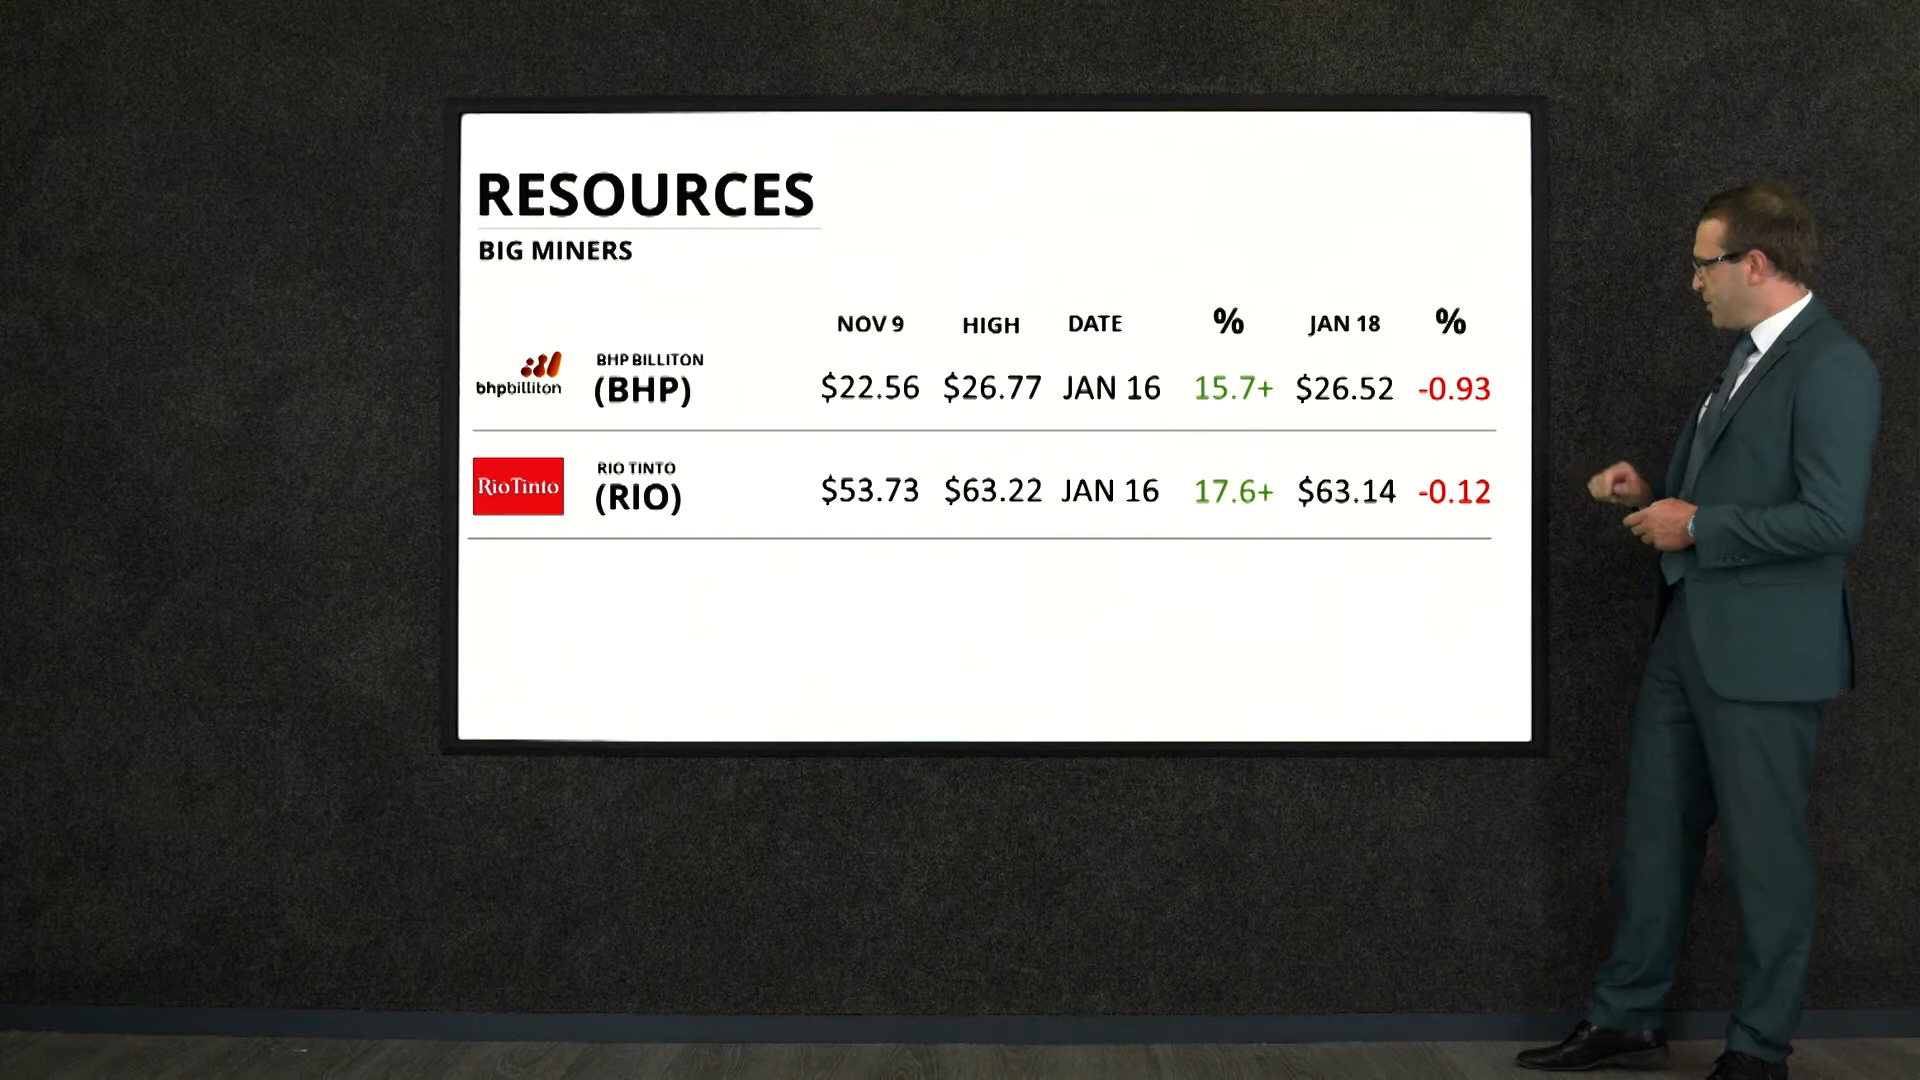 RESOURCES
BIG MINERS
NOV 9 HIGH DATE % JAN 18 %
bhpbilliton BHP BILLITON
(BHP) $22.56 $26.77 JAN 16 15.7+ $26.52 -0.93
RioTinto RIO TINTO
(RIO) $53.73 $63.22 JAN 16 17.6+ $63.14 -0.12